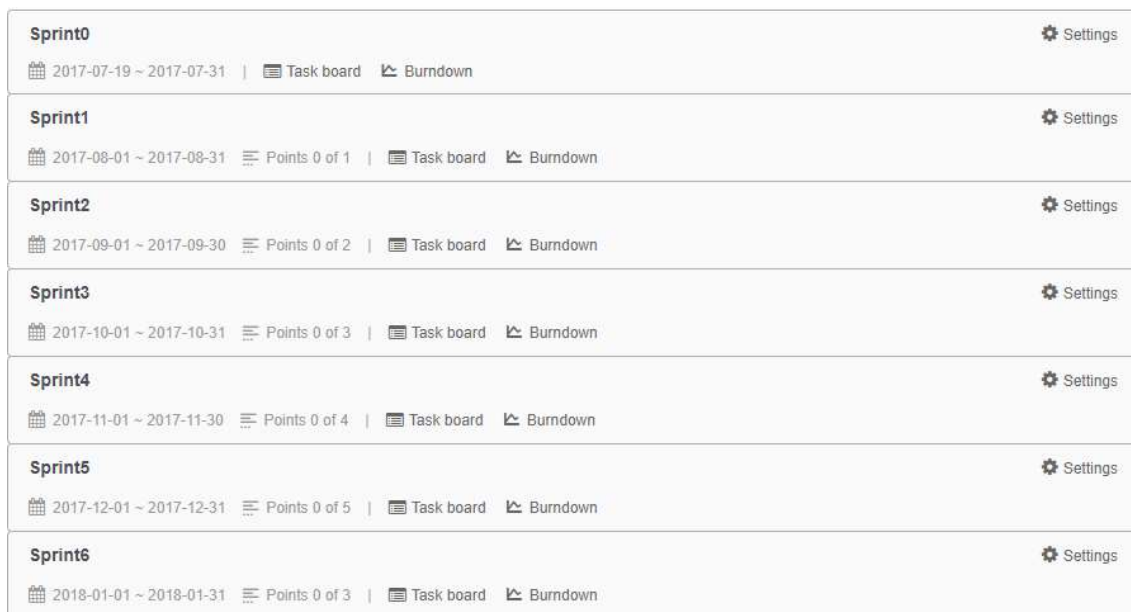 Sprint0 Settings
2017-07-19 ~ 2017-07-31 | Task board Burndown
Sprint1 Settings
2017-08-01 ~ 2017-08-31 Points 0 of 1 | Task board Burndown
Sprint2 Settings
2017-09-01 ~ 2017-09-30 Points 0 of 2 | Task board Burndown
Sprint3 Settings
2017-10-01 ~ 2017-10-31 Points 0 of 3 | Task board Burndown
Sprint4 Settings
2017-11-01 ~ 2017-11-30 Points 0 of 4 | Task board Burndown
Sprint5 Settings
2017-12-01 ~ 2017-12-31 Points 0 of 5 | Task board Burndown
Sprint6 Settings
2018-01-01 ~ 2018-01-31 Points 0 of 3 | Task board Burndown